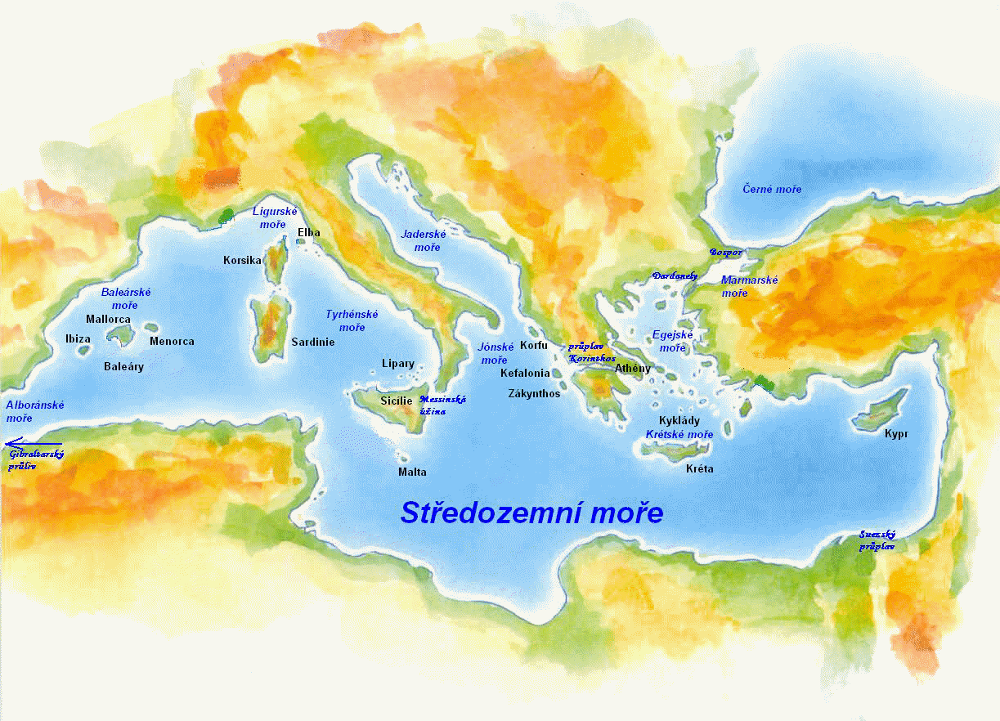 Černé moře
Ligurské
moře
Elba
Jaderské
moře
Korsika
Bospor
Dardanely
Marmarské
moře
Baleárské
moře
Mallorca
Ibiza
Menorca
Baleáry
Tyrhénské
moře
Sardinie
Egejské
moře
Jónské
moře
Korfu
průplav
Korinthos
Athény
Lipary
Kefalonia
Zákynthos
Sicílie
Messinská
úžina
Alboránské
moře
Kyklády
Krétské moře
Kypr
Gibraltarský
průliv
Malta
Kréta
Středozemní moře
Suezský
průplav